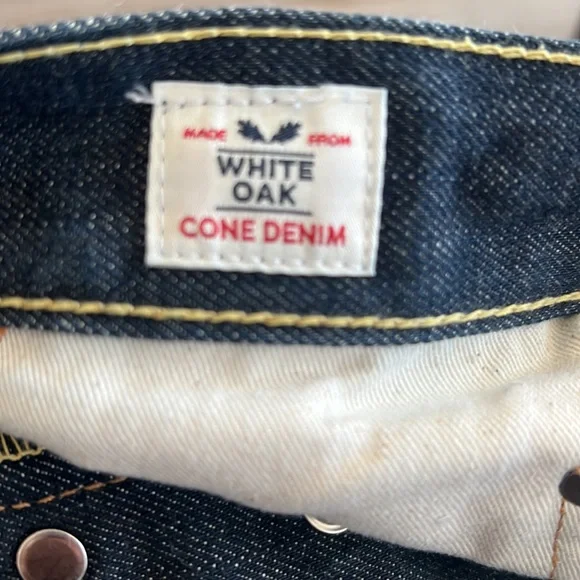 MADE FROM
WHITE
OAK
CONE DENIM